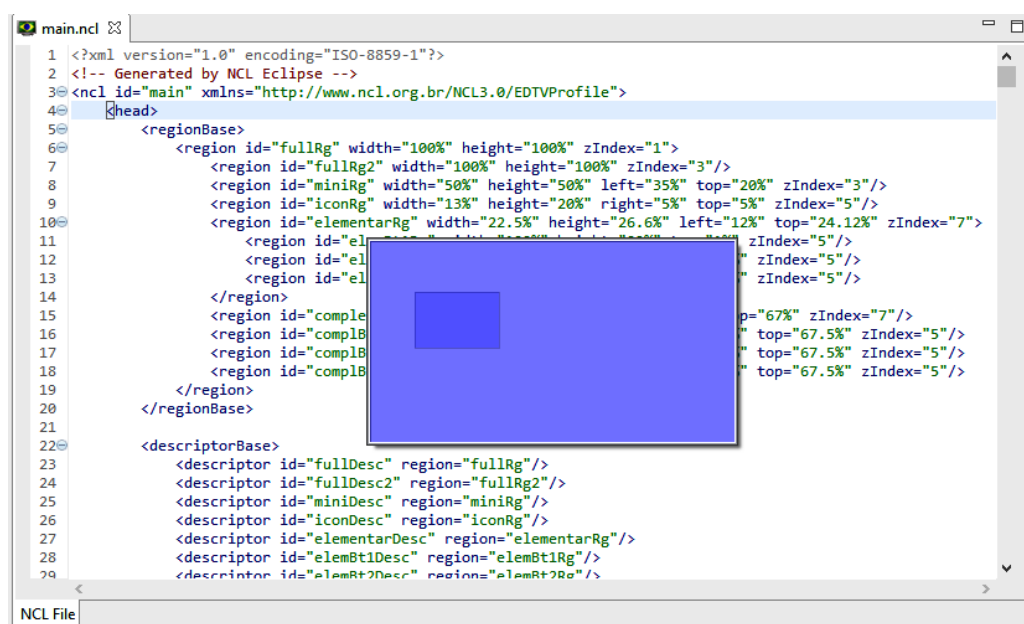 main.ncl
1 <?xml version="1.0" encoding="ISO-8859-1"?>
2 <!-- Generated by NCL Eclipse -->
3 <ncl id="main" xmlns="http://www.ncl.org.br/NCL3.0/EDTVProfile">
4 <head>
5 <regionBase>
6 <region id="fullRg" width="100%" height="100%" zIndex="1">
7 <region id="fullRg2" width="100%" height="100%" zIndex="3"/>
8 <region id="miniRg" width="50%" height="50%" left="35%" top="20%" zIndex="3"/>
9 <region id="iconRg" width="13%" height="20%" right="5%" top="5%" zIndex="5"/>
10 <region id="elementarRg" width="22.5%" height="26.6%" left="12%" top="24.12%" zIndex="7">
11 <region id="el zIndex="5"/>
12 <region id="el " zIndex="5"/>
13 <region id="el " zIndex="5"/>
14 </region>
15 <region id="comple p="67%" zIndex="7"/>
16 <region id="complB " top="67.5%" zIndex="5"/>
17 <region id="complB " top="67.5%" zIndex="5"/>
18 <region id="complB " top="67.5%" zIndex="5"/>
19 </region>
20 </regionBase>
21
22 <descriptorBase>
23 <descriptor id="fullDesc" region="fullRg"/>
24 <descriptor id="fullDesc2" region="fullRg2"/>
25 <descriptor id="miniDesc" region="miniRg"/>
26 <descriptor id="iconDesc" region="iconRg"/>
27 <descriptor id="elementarDesc" region="elementarRg"/>
28 <descriptor id="elemBt1Desc" region="elemBt1Rg"/>
29 <descriptor id="elemBt2Desc" region="elemBt2Rg"/>
NCL File